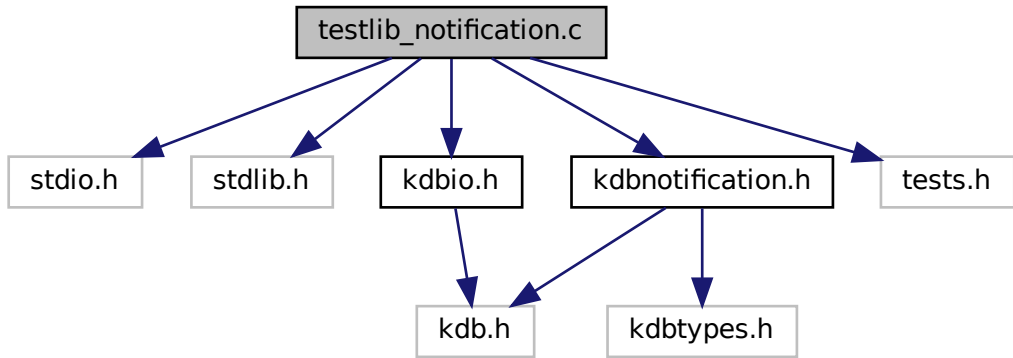 testlib_notification.c
stdio.h
stdlib.h
kdbio.h
kdbnotification.h
tests.h
kdb.h
kdbtypes.h